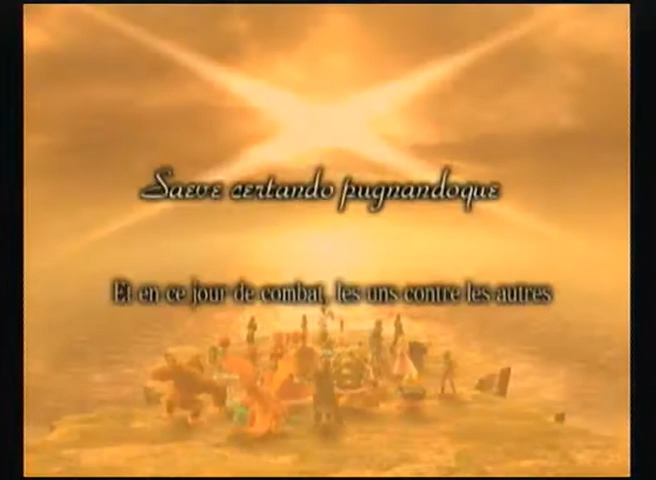 Saeve certando pugnandoque
Et en ce jour de combat, les uns contre les autres